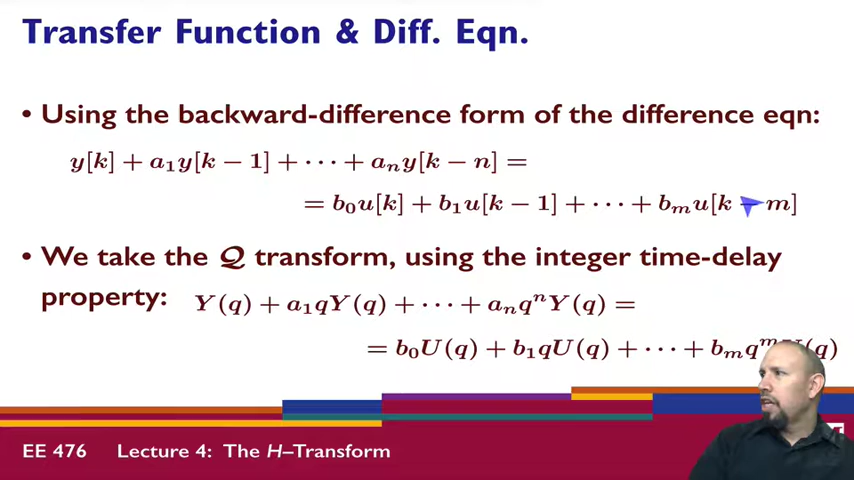 Transfer Function & Diff. Eqn.
• Using the backward-difference form of the difference eqn:
y[k] + a₁y[k − 1] + ··· + aₙy[k − n] =
= b₀u[k] + b₁u[k − 1] + ··· + bₘu[k − m]
• We take the 𝒬 transform, using the integer time-delay
property: Y(q) + a₁qY(q) + ··· + aₙqⁿY(q) =
= b₀U(q) + b₁qU(q) + ··· + bₘqᵐU(q)
EE 476 Lecture 4: The H–Transform